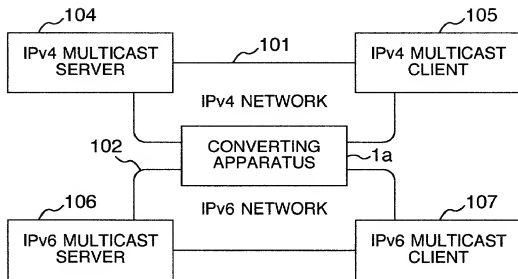 104
101
105
IPv4 MULTICAST
SERVER
IPv4 MULTICAST
CLIENT
IPv4 NETWORK
CONVERTING
APPARATUS
102
1a
106
IPv6 NETWORK
107
IPv6 MULTICAST
SERVER
IPv6 MULTICAST
CLIENT